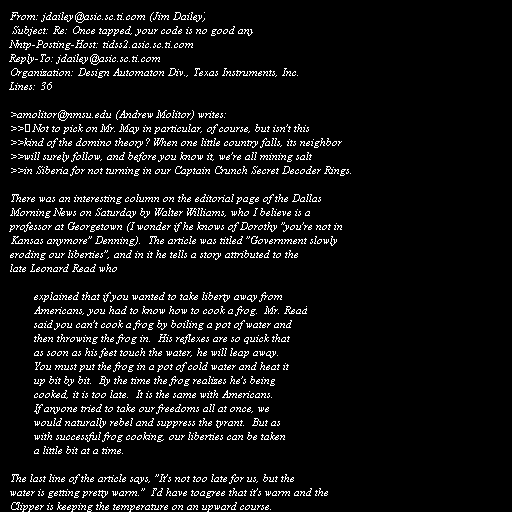 From: jdailey@asic.sc.ti.com (Jim Dailey)
Subject: Re: Once tapped, your code is no good any
Nntp-Posting-Host: tidss2.asic.sc.ti.com
Reply-To: jdailey@asic.sc.ti.com
Organization: Design Automaton Div., Texas Instruments, Inc.
Lines: 36

>amolitor@nmsu.edu (Andrew Molitor) writes:
>> Not to pick on Mr. May in particular, of course, but isn't this
>>kind of the domino theory? When one little country falls, its neighbor
>>will surely follow, and before you know it, we're all mining salt
>>in Siberia for not turning in our Captain Crunch Secret Decoder Rings.

There was an interesting column on the editorial page of the Dallas
Morning News on Saturday by Walter Williams, who I believe is a
professor at Georgetown (I wonder if he knows of Dorothy "you're not in
Kansas anymore" Denning).  The article was titled "Government slowly
eroding our liberties", and in it he tells a story attributed to the
late Leonard Read who

explained that if you wanted to take liberty away from
Americans, you had to know how to cook a frog.  Mr. Read
said you can't cook a frog by boiling a pot of water and
then throwing the frog in.  His reflexes are so quick that
as soon as his feet touch the water, he will leap away.
You must put the frog in a pot of cold water and heat it
up bit by bit.  By the time the frog realizes he's being
cooked, it is too late.  It is the same with Americans.
If anyone tried to take our freedoms all at once, we
would naturally rebel and suppress the tyrant.  But as
with successful frog cooking, our liberties can be taken
a little bit at a time.

The last line of the article says, "It's not too late for us, but the
water is getting pretty warm."  I'd have toagree that it's warm and the
Clipper is keeping the temperature on an upward course.